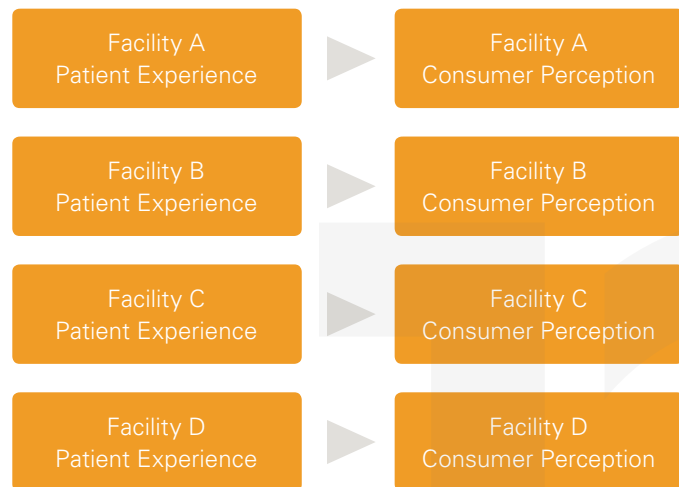 Facility A
Patient Experience
Facility A
Consumer Perception
Facility B
Patient Experience
Facility B
Consumer Perception
Facility C
Patient Experience
Facility C
Consumer Perception
Facility D
Patient Experience
Facility D
Consumer Perception